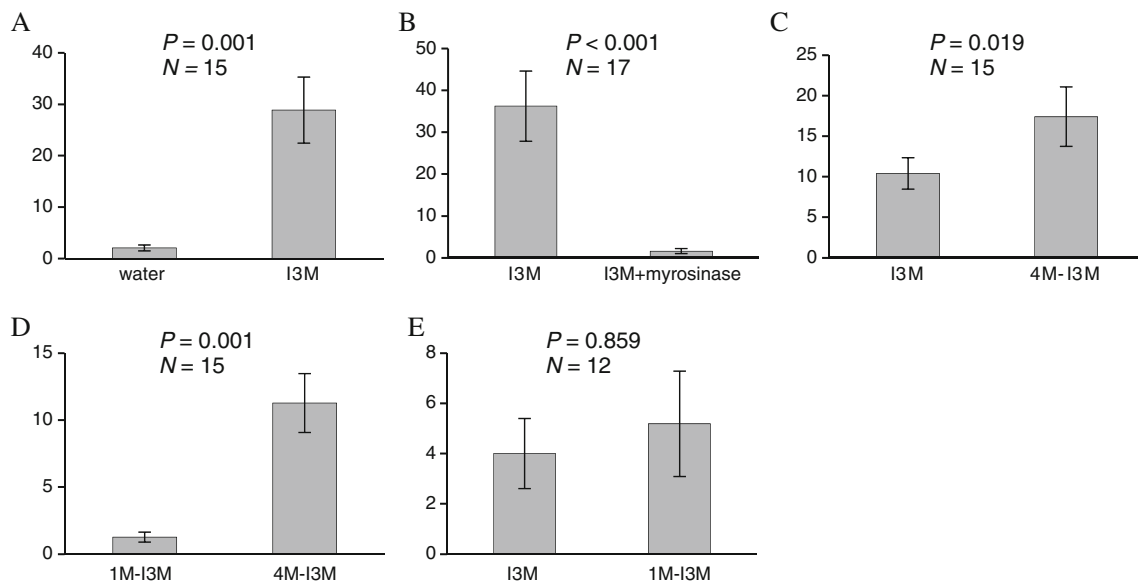 A
P = 0.001
N = 15
40
30
20
10
0
water I3M
B
P < 0.001
N = 17
50
40
30
20
10
0
I3M I3M+myrosinase
C
P = 0.019
N = 15
25
20
15
10
5
0
I3M 4M-I3M
D
P = 0.001
N = 15
15
10
5
0
1M-I3M 4M-I3M
E
P = 0.859
N = 12
8
6
4
2
0
I3M 1M-I3M